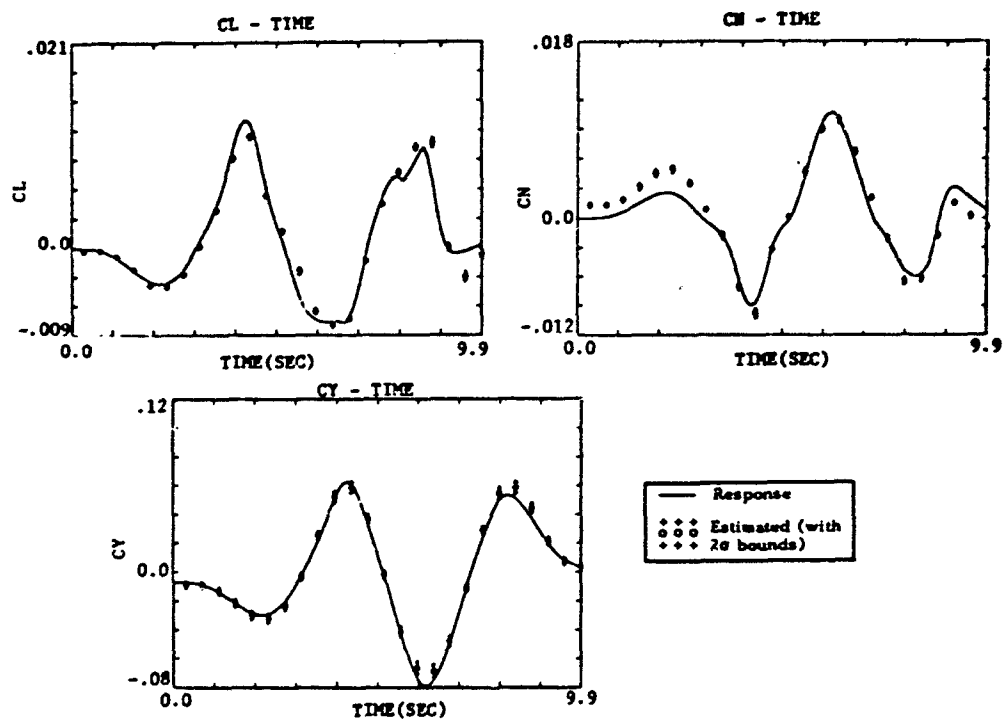 CL - TIME
.021
CL
0.0
-.009
0.0
TIME(SEC)
9.9
CN - TIME
.018
CN
0.0
-.012
0.0
TIME(SEC)
9.9
CY - TIME
.12
CY
0.0
-.08
0.0
TIME(SEC)
9.9
Response
Estimated (with
2σ bounds)